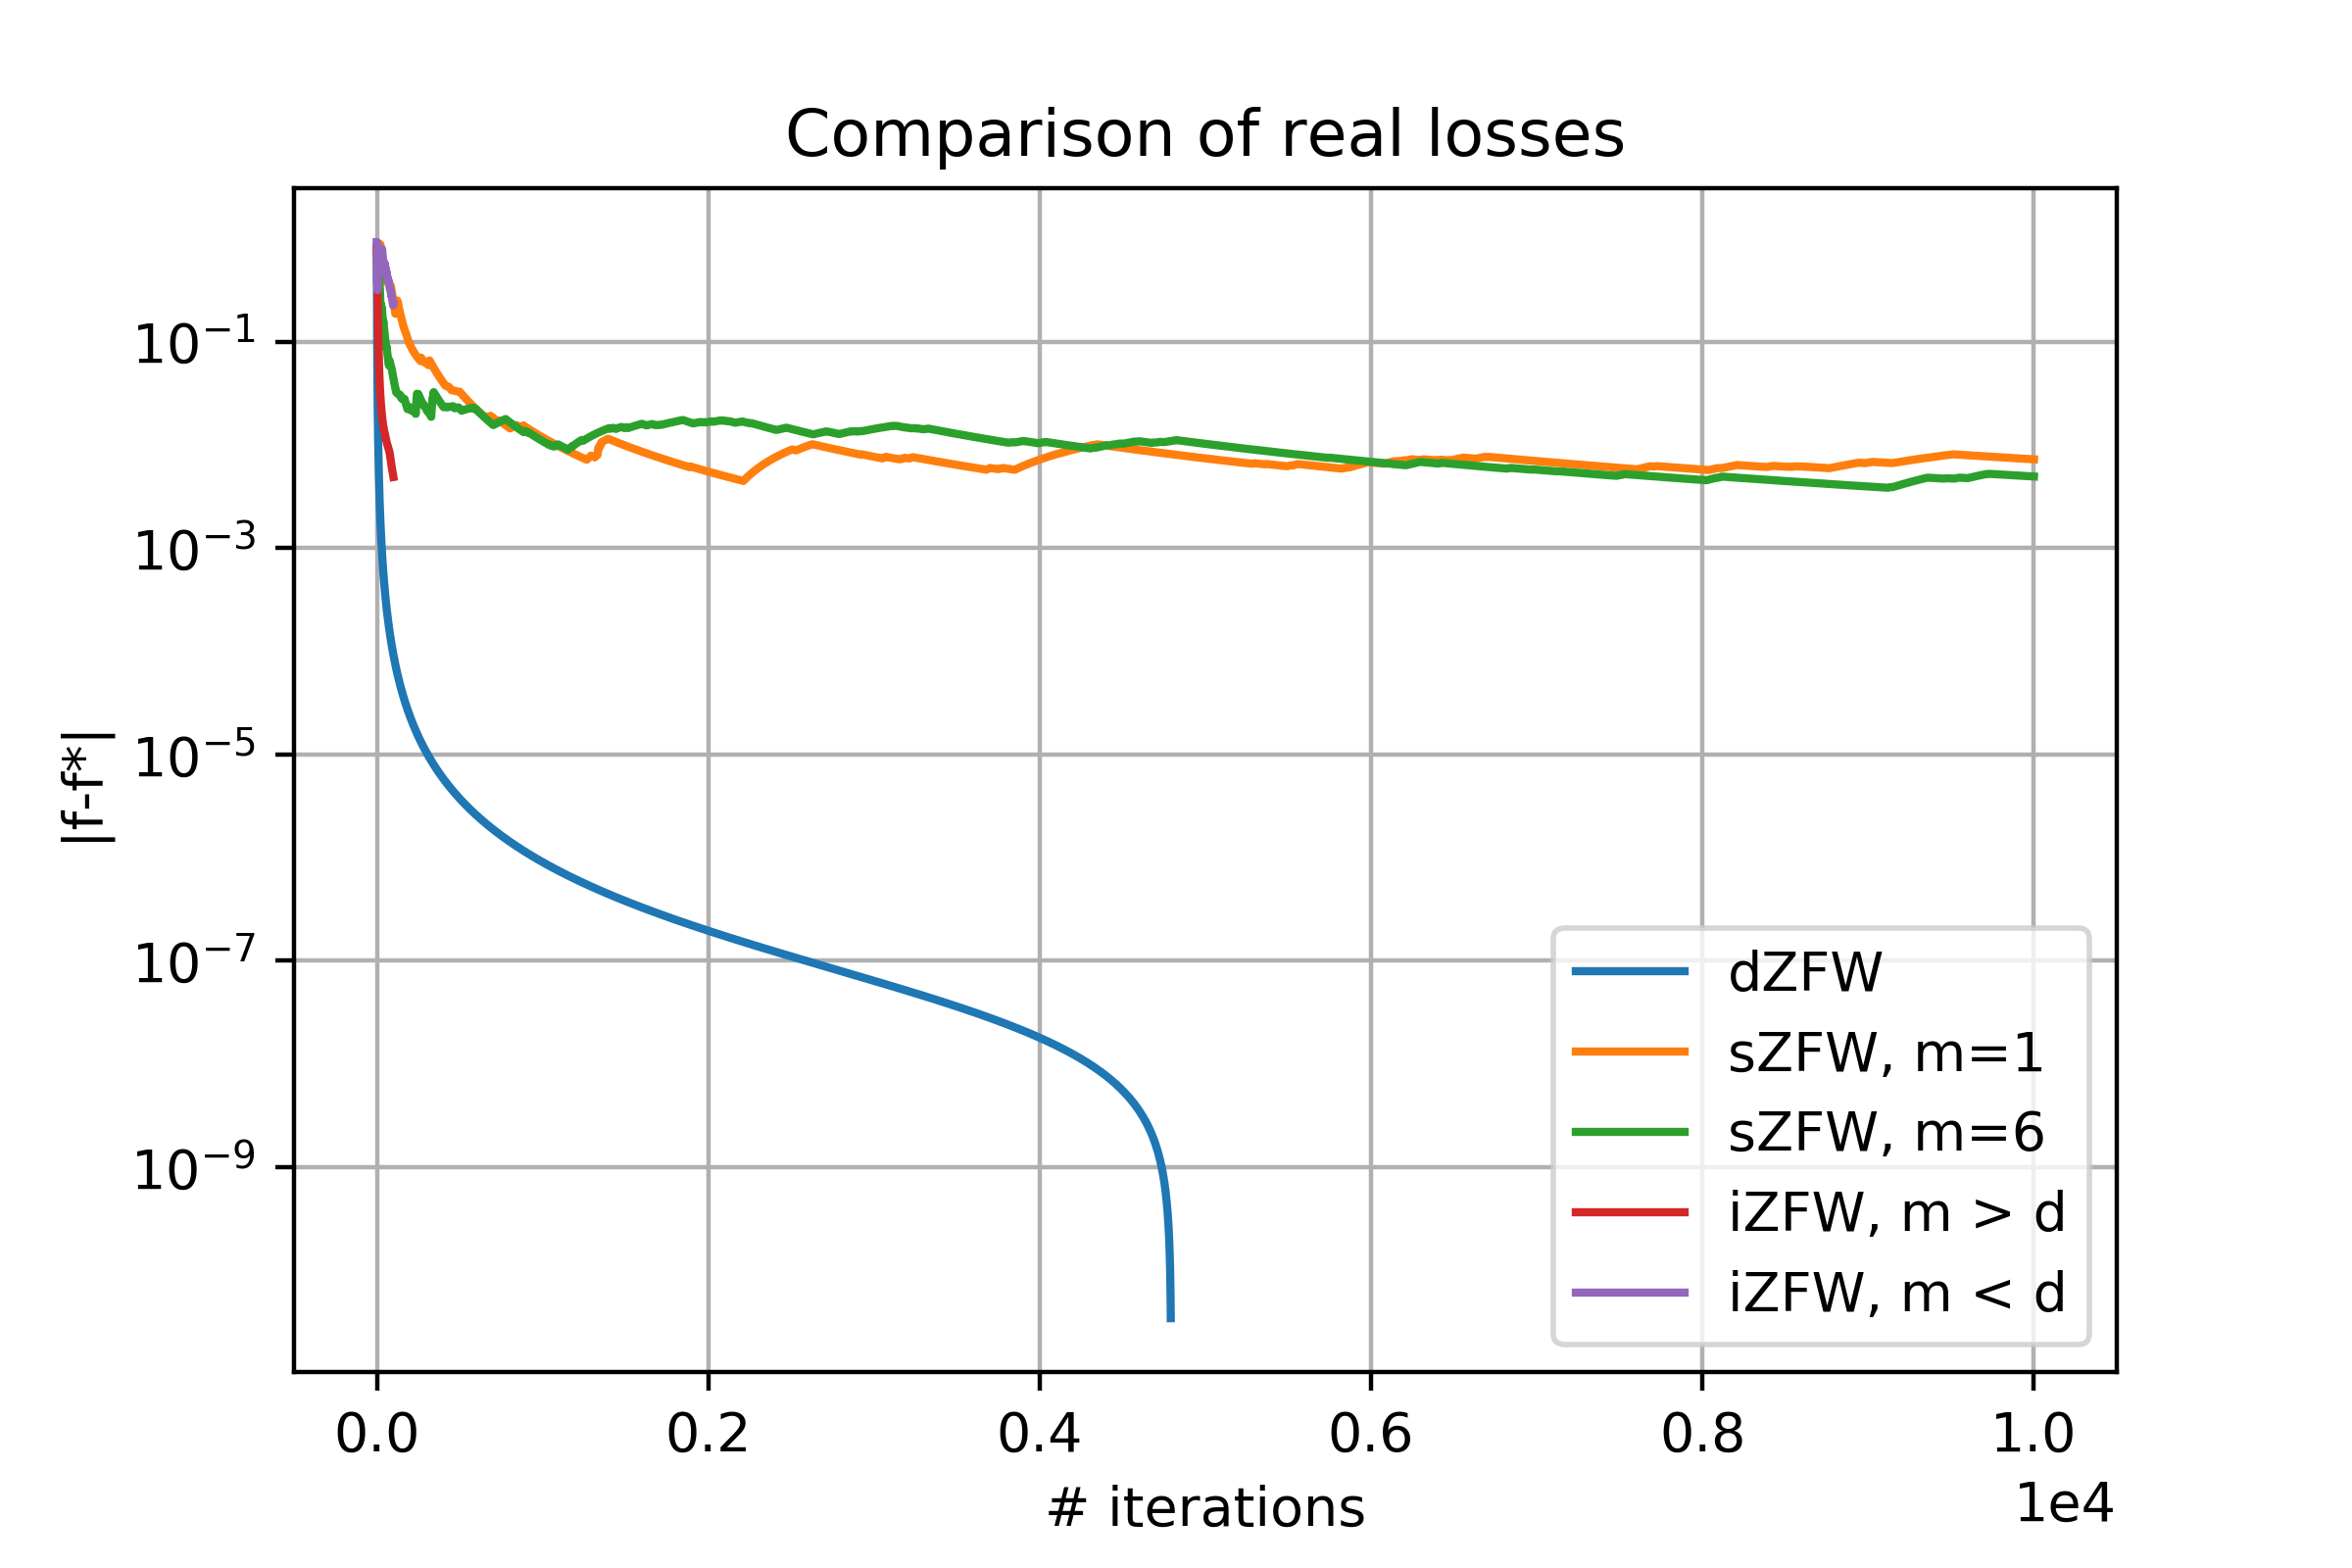 Comparison of real losses
|f-f*|
10⁻¹
10⁻³
10⁻⁵
10⁻⁷
10⁻⁹
dZFW
sZFW, m=1
sZFW, m=6
iZFW, m > d
iZFW, m < d
0.0 0.2 0.4 0.6 0.8 1.0
# iterations
1e4